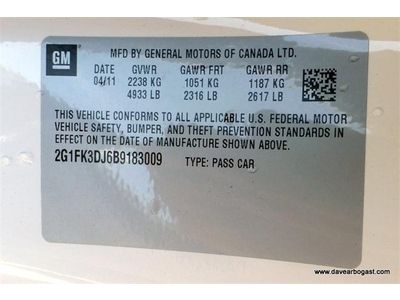 GM
MFD BY GENERAL MOTORS OF CANADA LTD.
DATE GVWR GAWR FRT GAWR RR
04/11 2238 KG 1051 KG 1187 KG
4933 LB 2316 LB 2617 LB
THIS VEHICLE CONFORMS TO ALL APPLICABLE U.S. FEDERAL MOTOR
VEHICLE SAFETY, BUMPER, AND THEFT PREVENTION STANDARDS IN
EFFECT ON THE DATE OF MANUFACTURE SHOWN ABOVE.
2G1FK3DJ6B9183009 TYPE: PASS CAR
www.davearbogast.com